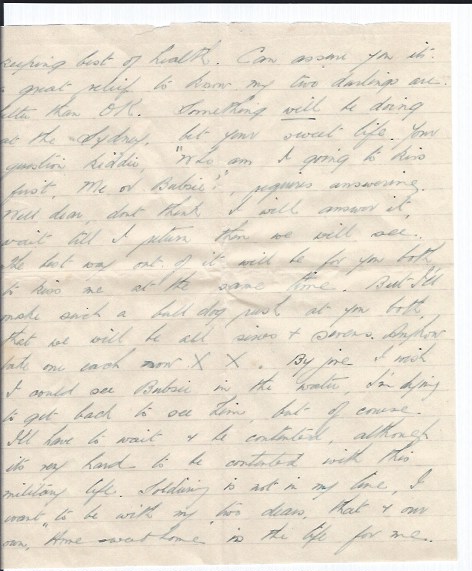 keeping best of health. Can assure you its
a great relief to know my two darlings are
better than OK. Something will be doing
at the Sydney, bet your sweet life. Your
question kiddie, "Who am I going to kiss
first, Me or Babsie?", requires answering.
Well dear, dont think I will answer it,
wait till I return then we will see.
The best way out of it will be for you both
to kiss me at the same time. But I'll
make such a bull dog rush at you both,
that we will be all sixes & sevens. Anyhow
take one each now X X. By jove I wish
I could see Babsie in the water. I'm dying
to get back to see him, but of course
I'll have to wait & be contented, although
its very hard to be contented with this
military life. Soldiering is not in my line, I
want to be with my two dears, that & our
own, Home sweet home is the life for me.